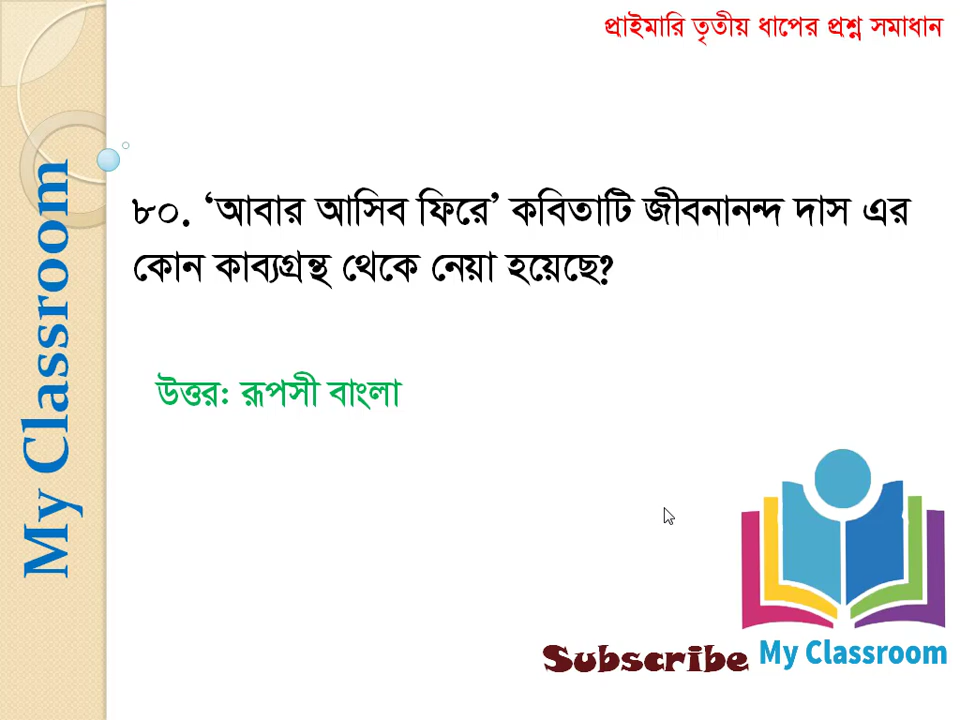 প্রাইমারি তৃতীয় ধাপের প্রশ্ন সমাধান
My Classroom
৮০. ‘আবার আসিব ফিরে’ কবিতাটি জীবনানন্দ দাস এর
কোন কাব্যগ্রন্থ থেকে নেয়া হয়েছে?
উত্তর: রূপসী বাংলা
Subscribe
My Classroom